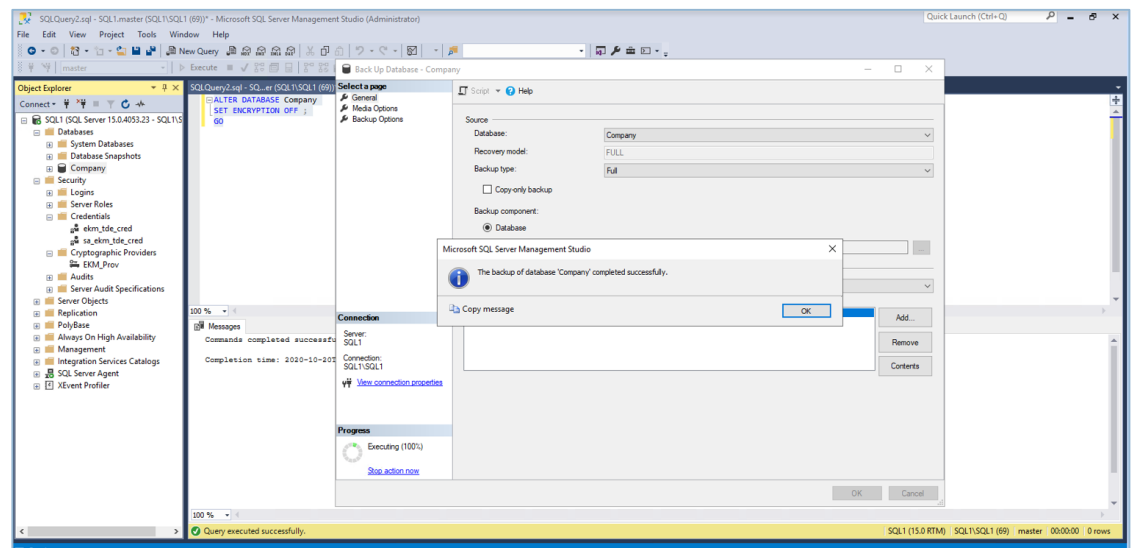 SQLQuery2.sql - SQL1.master (SQL1\SQL1 (69))* - Microsoft SQL Server Management Studio (Administrator)
Quick Launch (Ctrl+Q)
File Edit View Project Tools Window Help
New Query
master
Execute
Object Explorer
Connect
SQL1 (SQL Server 15.0.4053.23 - SQL1\S
Databases
System Databases
Database Snapshots
Company
Security
Logins
Server Roles
Credentials
ekm_tde_cred
sa_ekm_tde_cred
Cryptographic Providers
EKM_Prov
Audits
Server Audit Specifications
Server Objects
Replication
PolyBase
Always On High Availability
Management
Integration Services Catalogs
SQL Server Agent
XEvent Profiler
SQLQuery2.sql - SQ...er (SQL1\SQL1 (69))
ALTER DATABASE Company
SET ENCRYPTION OFF ;
GO
100 %
Messages
Commands completed successfu
Completion time: 2020-10-20T
100 %
Back Up Database - Company
Select a page
General
Media Options
Backup Options
Script Help
Source
Database: Company
Recovery model: FULL
Backup type: Full
Copy-only backup
Backup component:
Database
Microsoft SQL Server Management Studio
The backup of database 'Company' completed successfully.
Copy message OK
Add...
Remove
Contents
Connection
Server:
SQL1
Connection:
SQL1\SQL1
View connection properties
Progress
Executing (100%)
Stop action now
OK Cancel
Query executed successfully. SQL1 (15.0 RTM) SQL1\SQL1 (69) master 00:00:00 0 rows